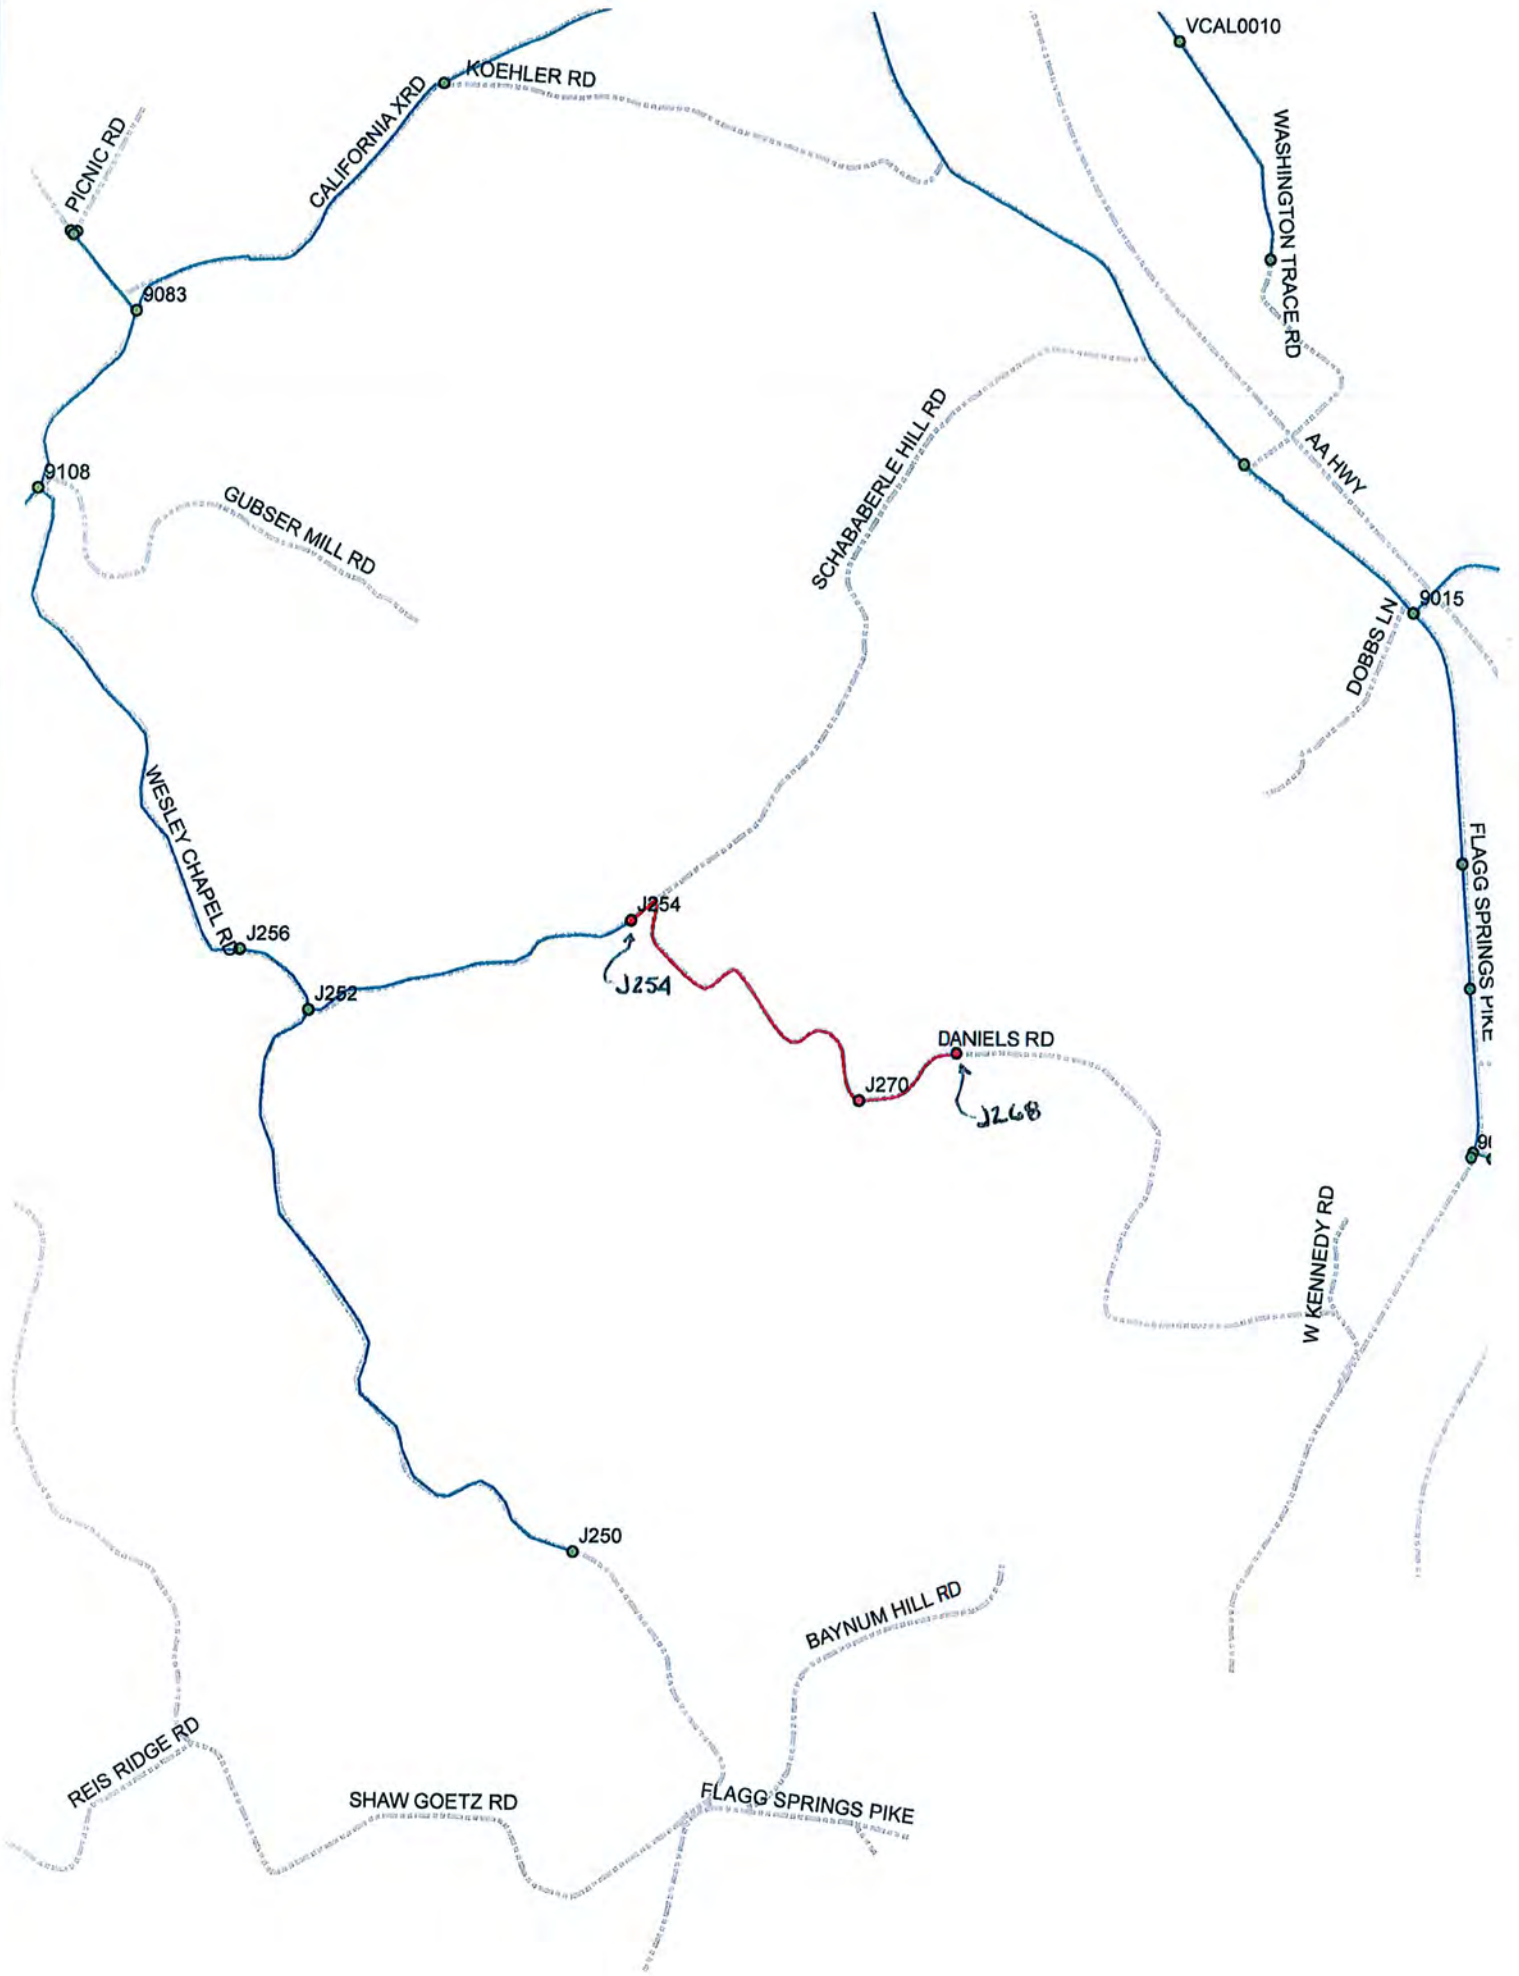 VCAL0010
KOEHLER RD
CALIFORNIA XRD
PICNIC RD
WASHINGTON TRACE RD
9083
SCHABABERLE HILL RD
AA HWY
9108
GUBSER MILL RD
9015
DOBBS LN
WESLEY CHAPEL RD
FLAGG SPRINGS PIKE
J254
J256
J254
J252
DANIELS RD
J270
J268
W KENNEDY RD
J250
BAYNUM HILL RD
REIS RIDGE RD
SHAW GOETZ RD
FLAGG SPRINGS PIKE